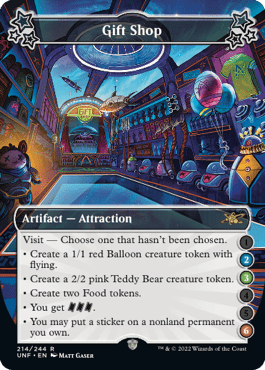 Gift Shop
GIFT
Artifact — Attraction
Visit — Choose one that hasn't been chosen.
• Create a 1/1 red Balloon creature token with
flying.
• Create a 2/2 pink Teddy Bear creature token.
• Create two Food tokens.
• You get
• You may put a sticker on a nonland permanent
you own.
1
2
3
4
5
6
214/244 R
UNF • EN MATT GASER
™ & © 2022 Wizards of the Coast